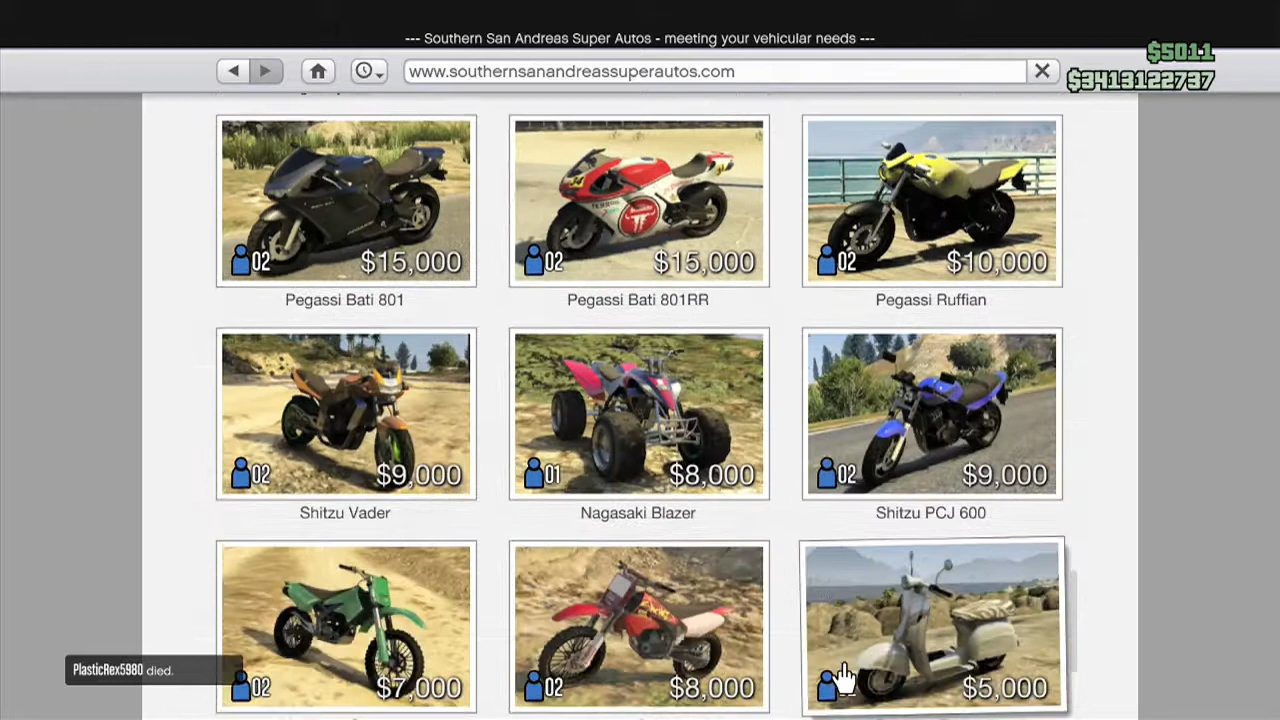 --- Southern San Andreas Super Autos - meeting your vehicular needs ---
$5011
www.southernsanandreassuperautos.com
$3413122737
02 $15,000
02 $15,000
02 $10,000
Pegassi Bati 801
Pegassi Bati 801RR
Pegassi Ruffian
02 $9,000
01 $8,000
02 $9,000
Shitzu Vader
Nagasaki Blazer
Shitzu PCJ 600
PlasticRex5980 died.
02 $7,000
02 $8,000
$5,000